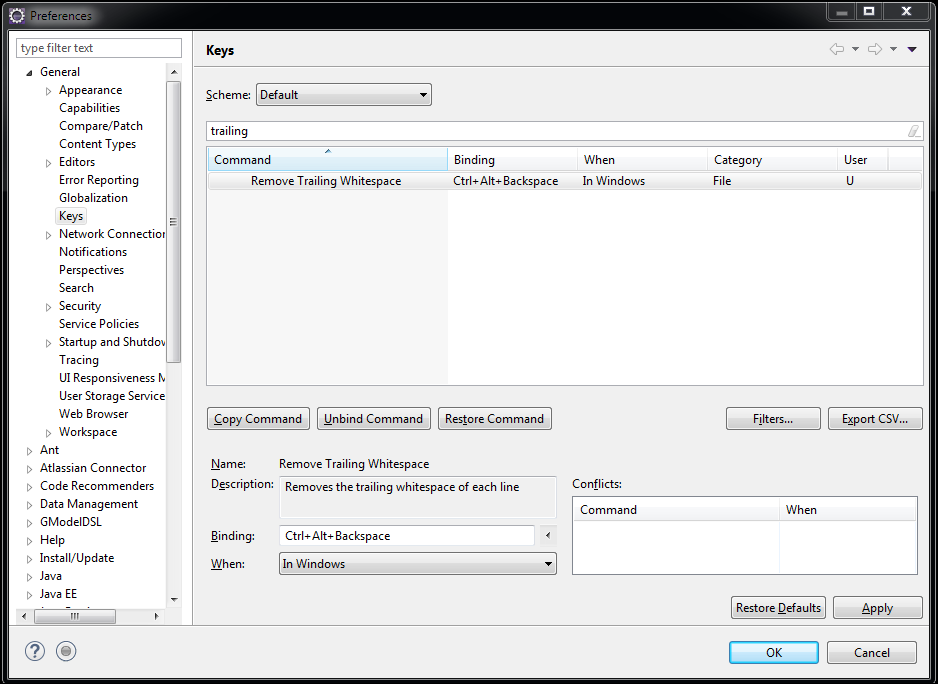 Preferences
type filter text
General
Appearance
Capabilities
Compare/Patch
Content Types
Editors
Error Reporting
Globalization
Keys
Network Connection
Notifications
Perspectives
Search
Security
Service Policies
Startup and Shutdow
Tracing
UI Responsiveness M
User Storage Service
Web Browser
Workspace
Ant
Atlassian Connector
Code Recommenders
Data Management
GModelDSL
Help
Install/Update
Java
Java EE
Keys
Scheme: Default
trailing
Command Binding When Category User
Remove Trailing Whitespace Ctrl+Alt+Backspace In Windows File U
Copy Command Unbind Command Restore Command Filters... Export CSV...
Name: Remove Trailing Whitespace
Description: Removes the trailing whitespace of each line
Binding: Ctrl+Alt+Backspace
When: In Windows
Conflicts:
Command When
Restore Defaults Apply
OK Cancel